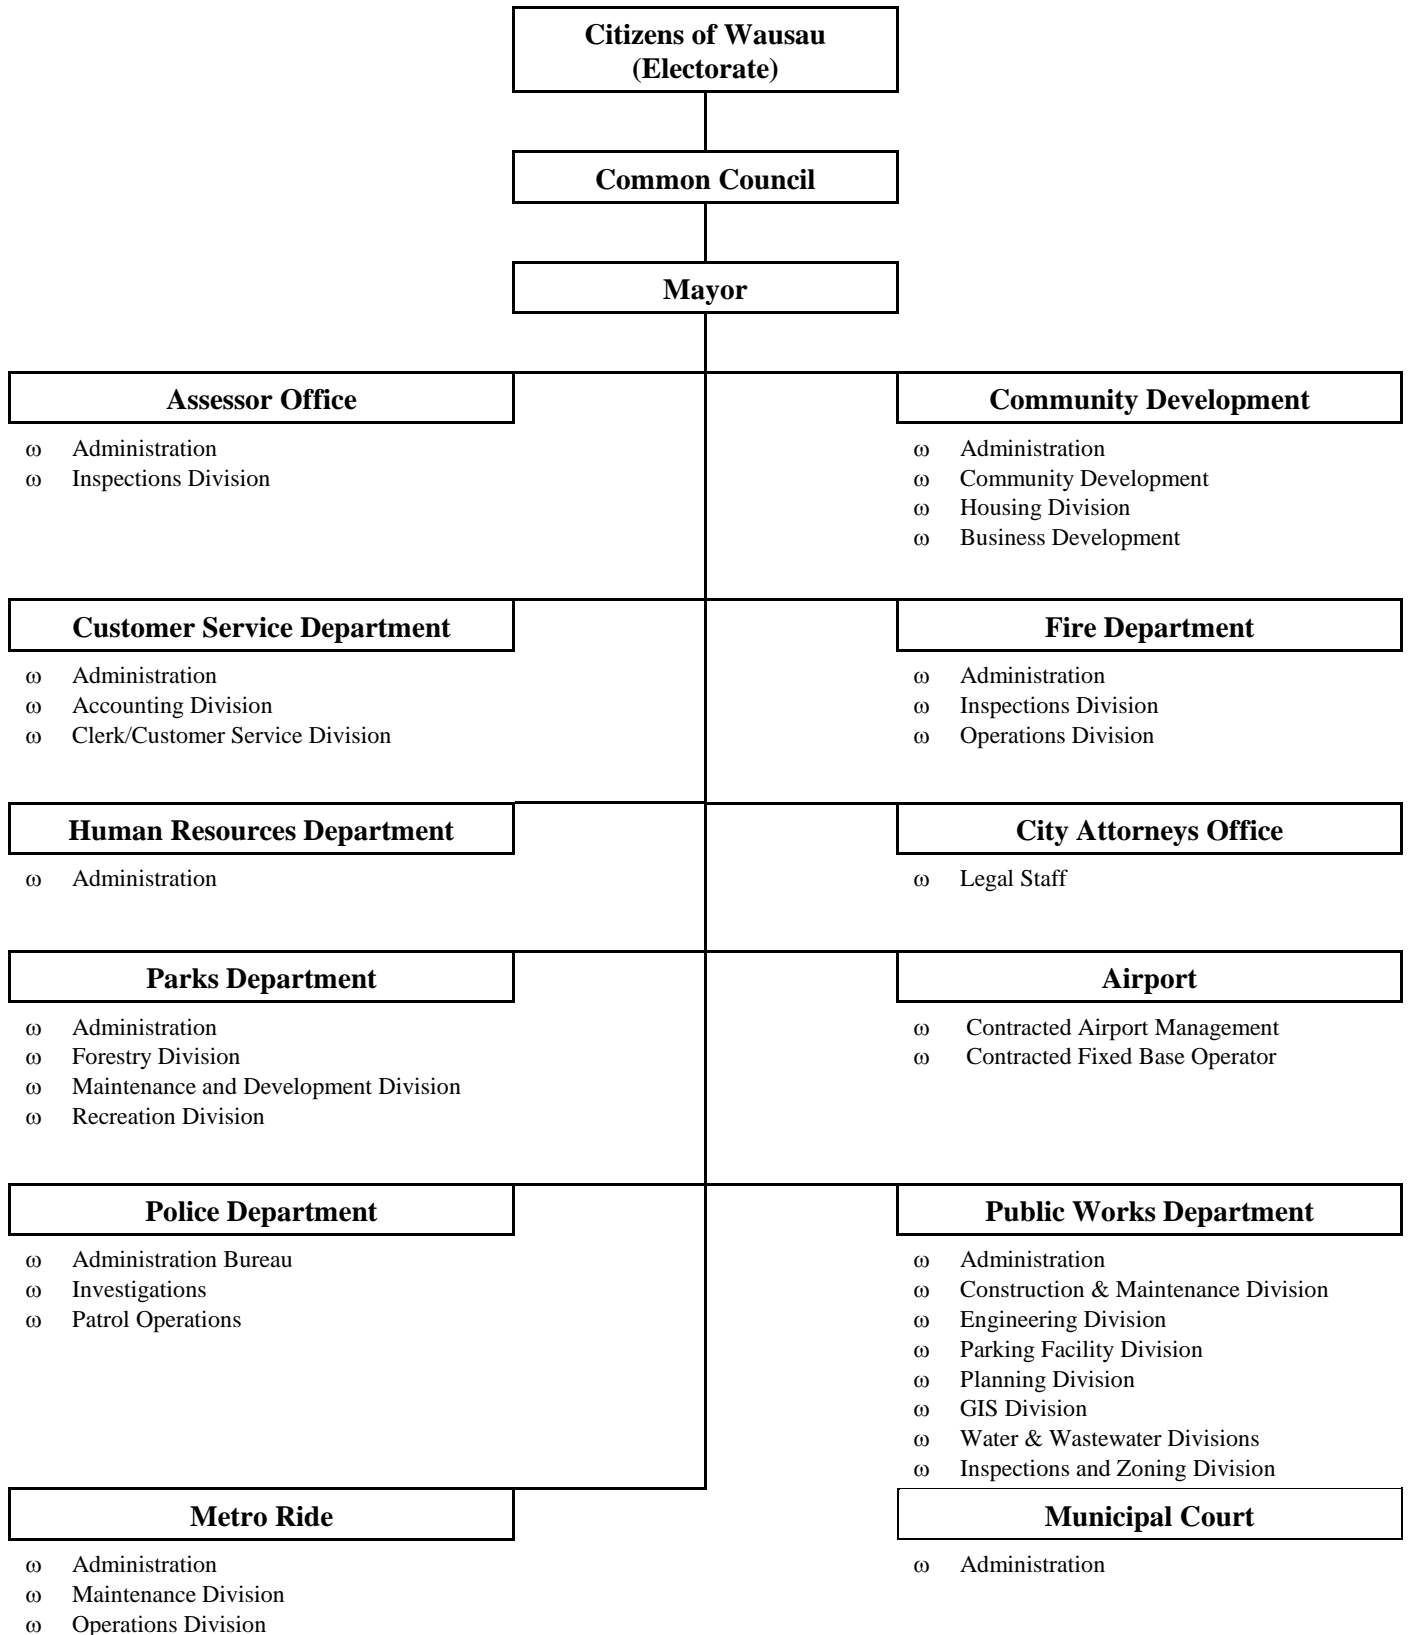 Citizens of Wausau
(Electorate)
Common Council
Mayor
Assessor Office
ω Administration
ω Inspections Division
Community Development
ω Administration
ω Community Development
ω Housing Division
ω Business Development
Customer Service Department
ω Administration
ω Accounting Division
ω Clerk/Customer Service Division
Fire Department
ω Administration
ω Inspections Division
ω Operations Division
Human Resources Department
ω Administration
City Attorneys Office
ω Legal Staff
Parks Department
ω Administration
ω Forestry Division
ω Maintenance and Development Division
ω Recreation Division
Airport
ω Contracted Airport Management
ω Contracted Fixed Base Operator
Police Department
ω Administration Bureau
ω Investigations
ω Patrol Operations
Public Works Department
ω Administration
ω Construction & Maintenance Division
ω Engineering Division
ω Parking Facility Division
ω Planning Division
ω GIS Division
ω Water & Wastewater Divisions
ω Inspections and Zoning Division
Metro Ride
ω Administration
ω Maintenance Division
ω Operations Division
Municipal Court
ω Administration